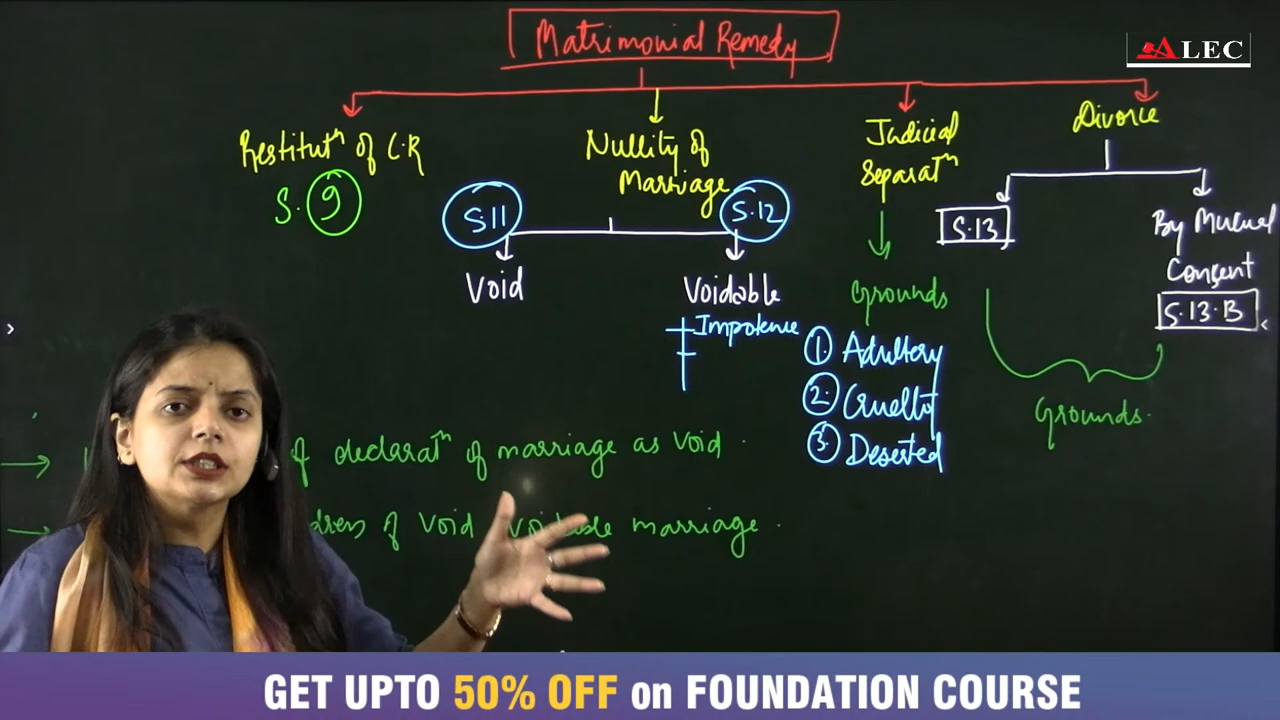 Matrimonial Remedy
ALEC
Restitutⁿ of C.R
S. 9
Nullity of
Marriage
S.11
S.12
Void
Voidable
Impotence
Judicial
Separatⁿ
Grounds
1. Adultery
2. Cruelty
3. Deserted
Divorce
S.13
By Mutual
Consent
S.13.B
Grounds.
→ of declaratⁿ of marriage as Void.
→ of Void voidable marriage.
GET UPTO 50% OFF on FOUNDATION COURSE